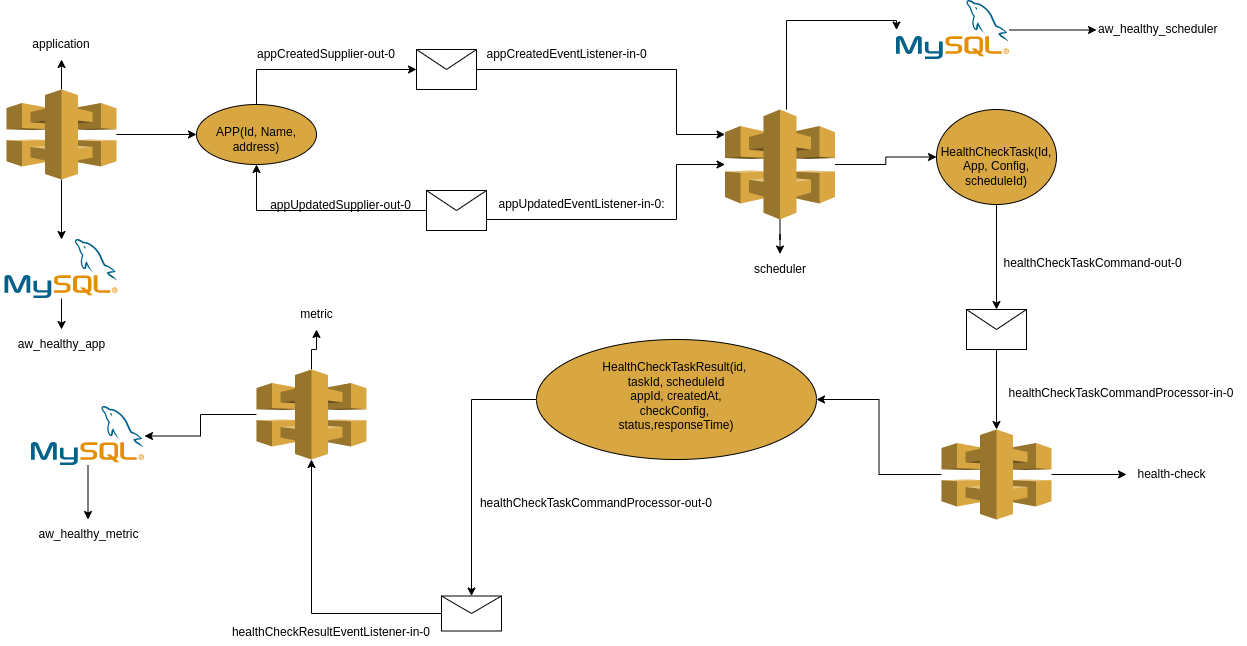 application
appCreatedSupplier-out-0
appCreatedEventListener-in-0
MySQL®
aw_healthy_scheduler
APP(Id, Name,
address)
HealthCheckTask(Id,
App, Config,
scheduleId)
appUpdatedSupplier-out-0
appUpdatedEventListener-in-0:
scheduler
healthCheckTaskCommand-out-0
MySQL®
aw_healthy_app
metric
HealthCheckTaskResult(id,
taskId, scheduleId
appId, createdAt,
checkConfig,
status,responseTime)
healthCheckTaskCommandProcessor-in-0
MySQL®
aw_healthy_metric
health-check
healthCheckTaskCommandProcessor-out-0
healthCheckResultEventListener-in-0